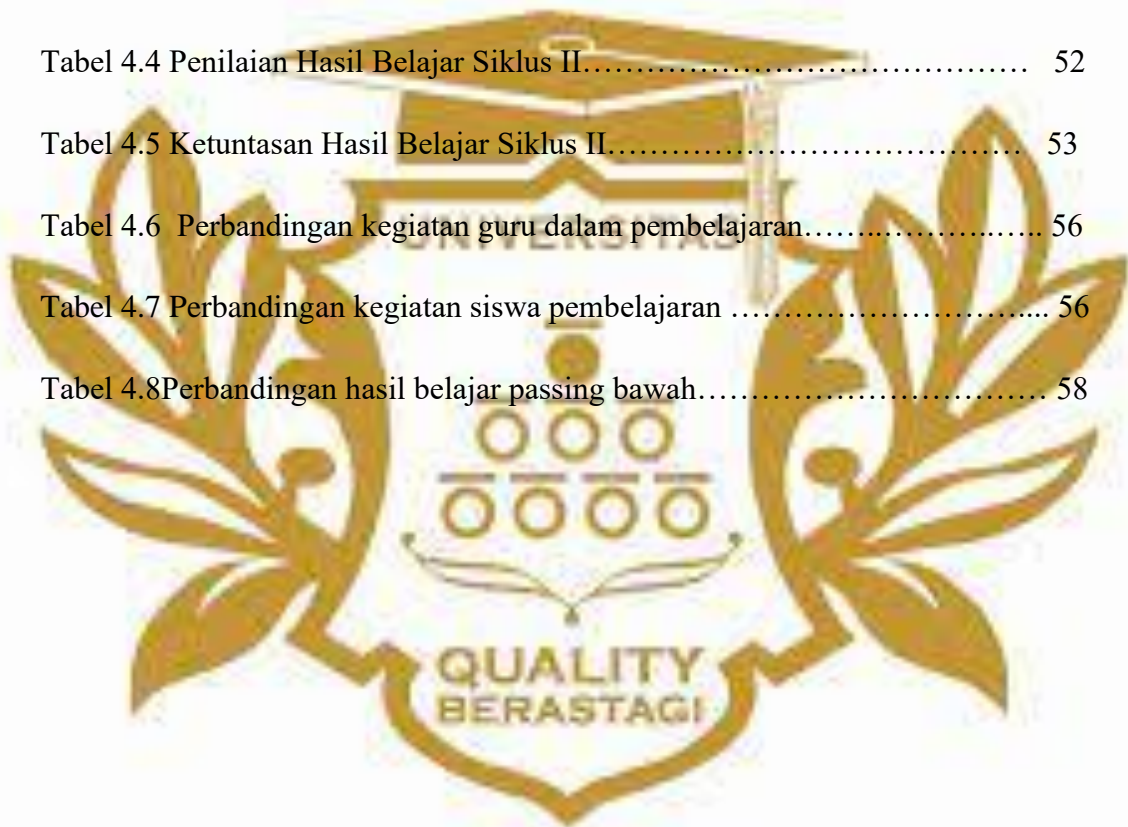 Tabel 4.4 Penilaian Hasil Belajar Siklus II…………………………………… 52
Tabel 4.5 Ketuntasan Hasil Belajar Siklus II………………………………… 53
Tabel 4.6  Perbandingan kegiatan guru dalam pembelajaran……..………..….. 56
UNIVERSITAS
Tabel 4.7 Perbandingan kegiatan siswa pembelajaran ……………………….... 56
Tabel 4.8Perbandingan hasil belajar passing bawah…………………………… 58
QUALITY
BERASTAGI